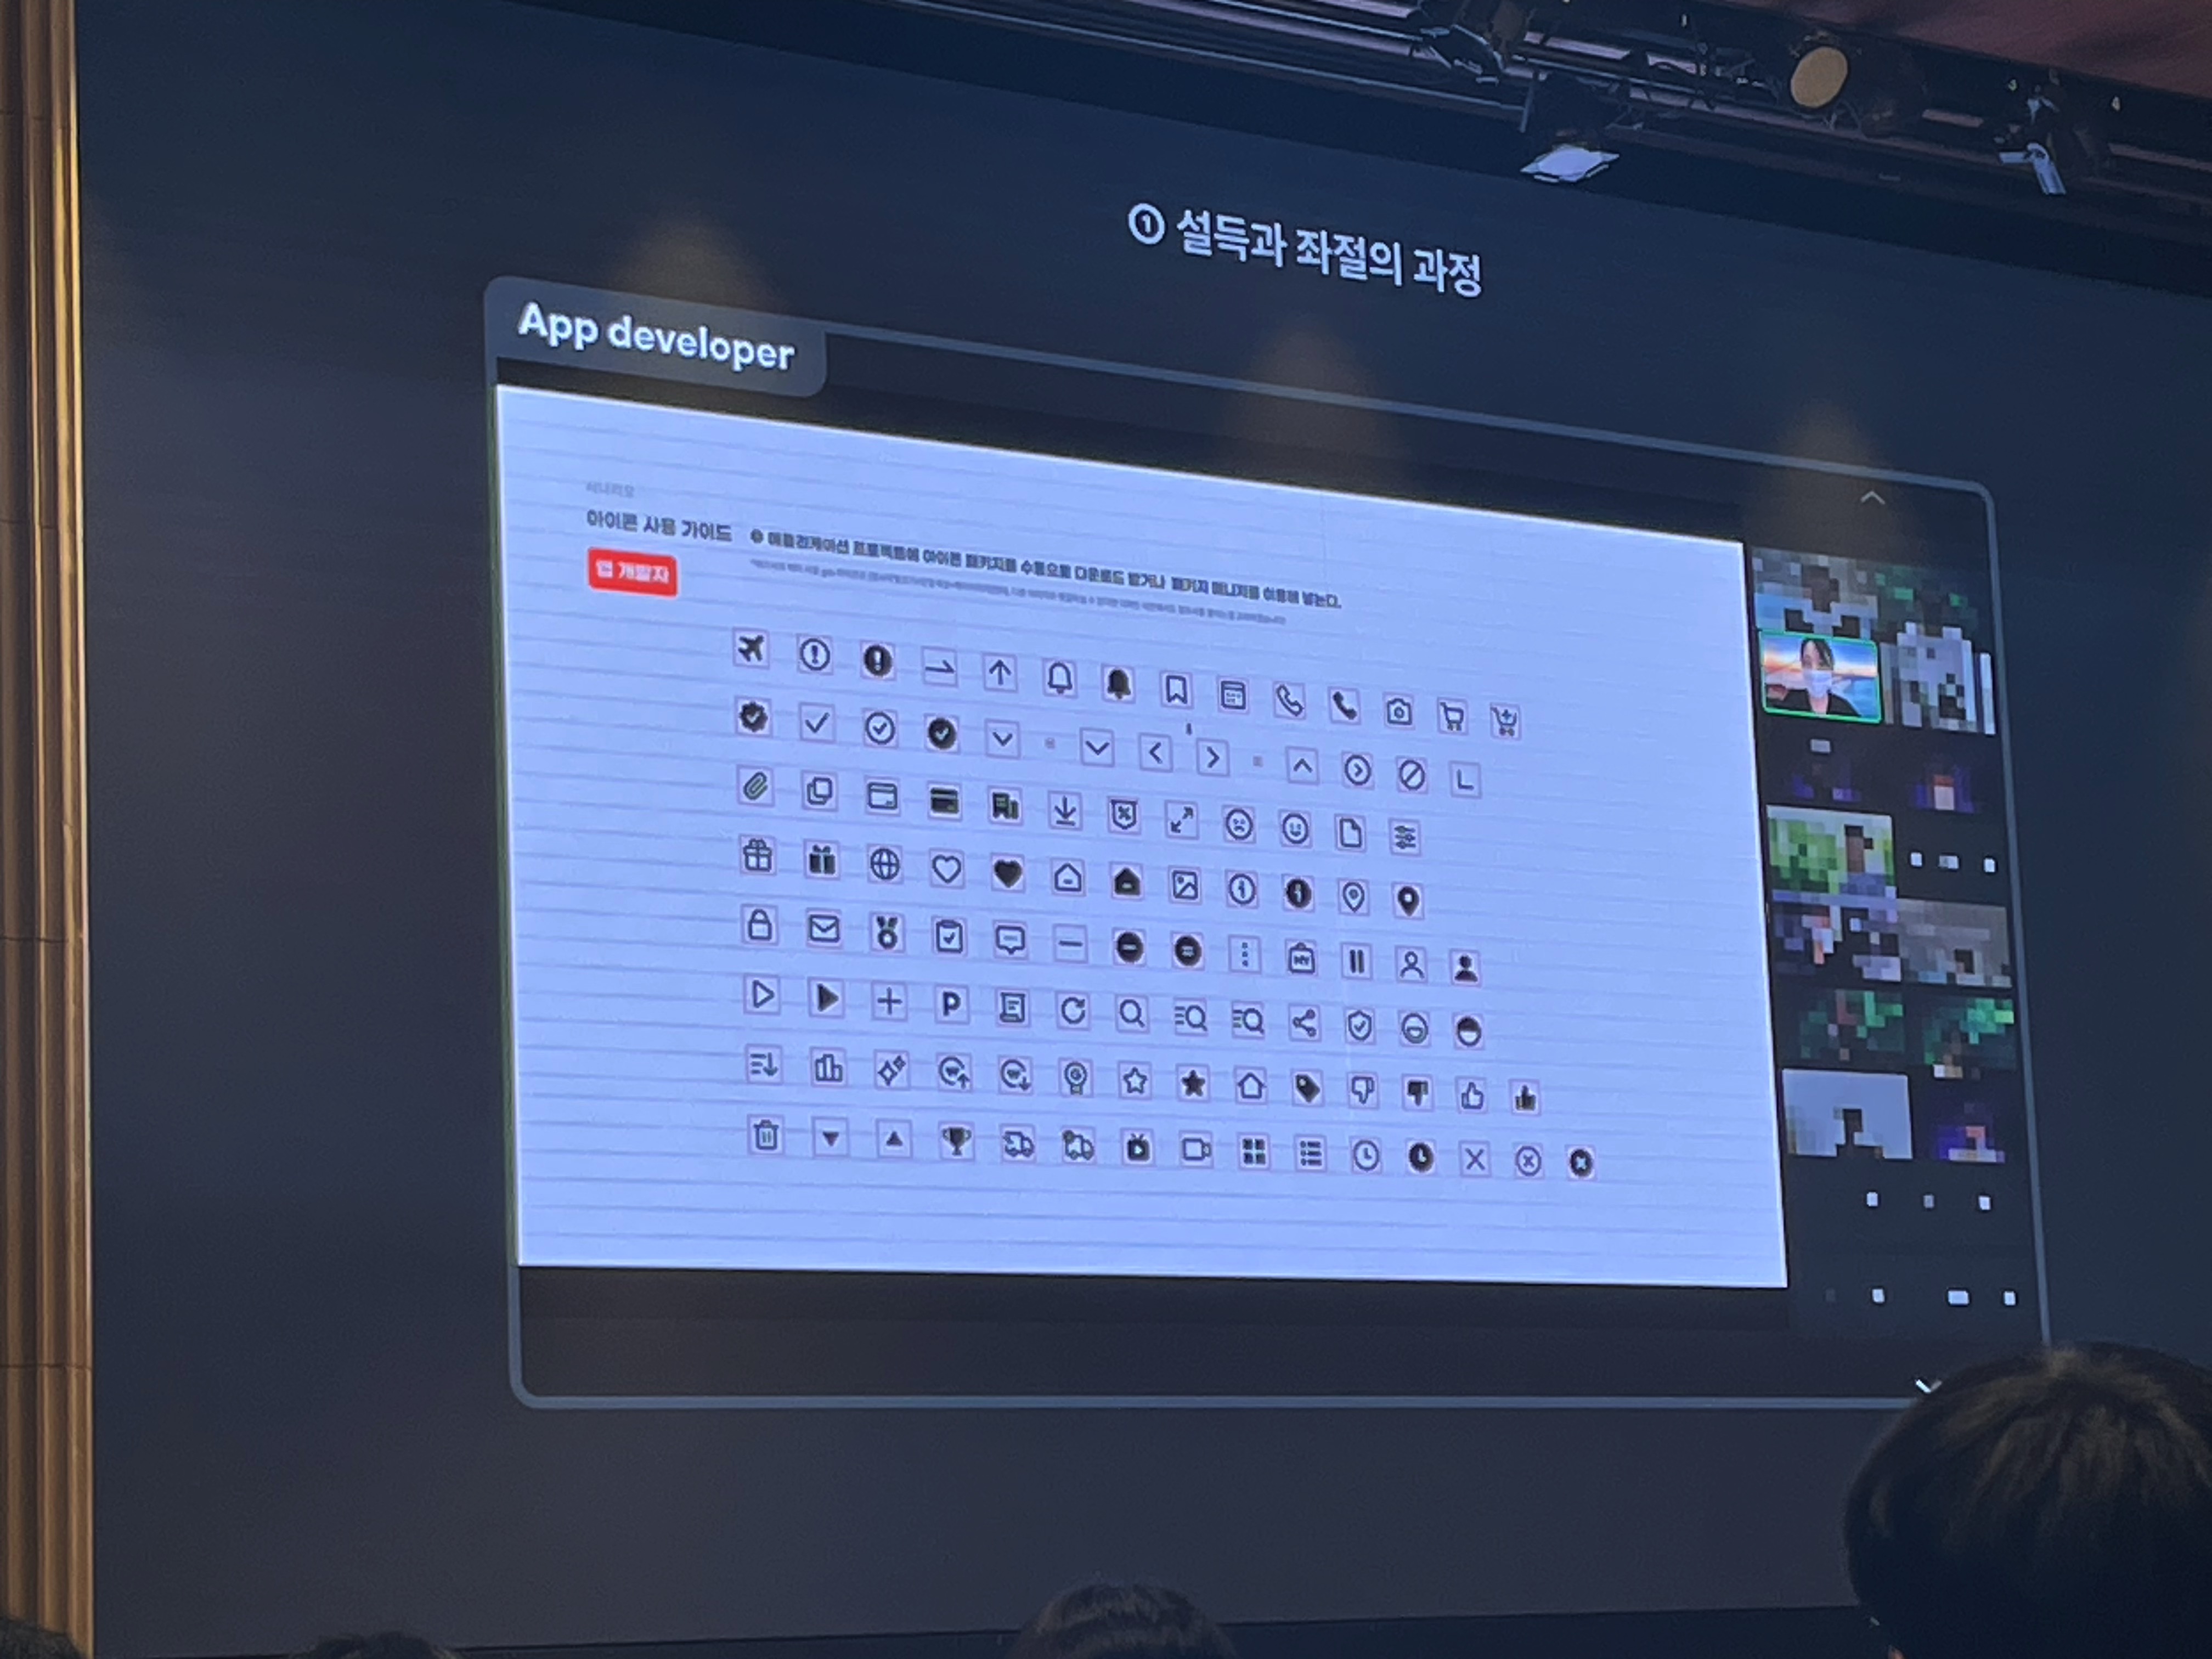 ① 설득과 좌절의 과정
App developer
시나리오
아이콘 사용 가이드
❶ 애플리케이션 프로젝트에 아이콘 패키지를 수동으로 다운로드 받거나 패키지 매니저를 이용해 넣는다.
앱 개발자
MY
P